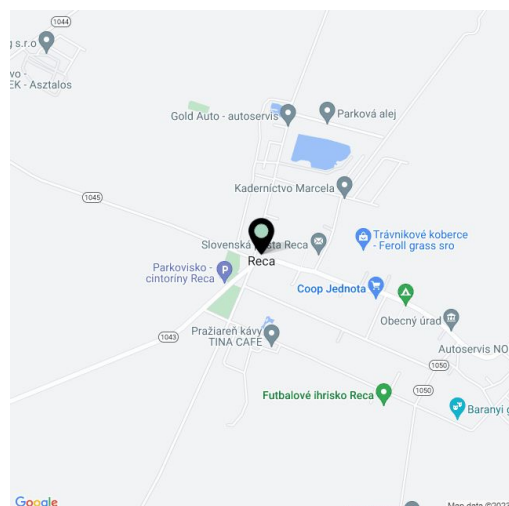 1044
g s.r.o
vo -
EK - Asztalos
Gold Auto - autoservis
Parková alej
Kaderníctvo Marcela
1045
Trávnikové koberce
- Feroll grass sro
Slovenská pošta Reca
Reca
Parkovisko -
cintoríny Reca
P
Coop Jednota
Obecný úrad
Pražiareň kávy
TINA CAFÉ
1043
Autoservis NO
1050
1050
Futbalové ihrisko Reca
Baranyi g
Google
Map data ©2023